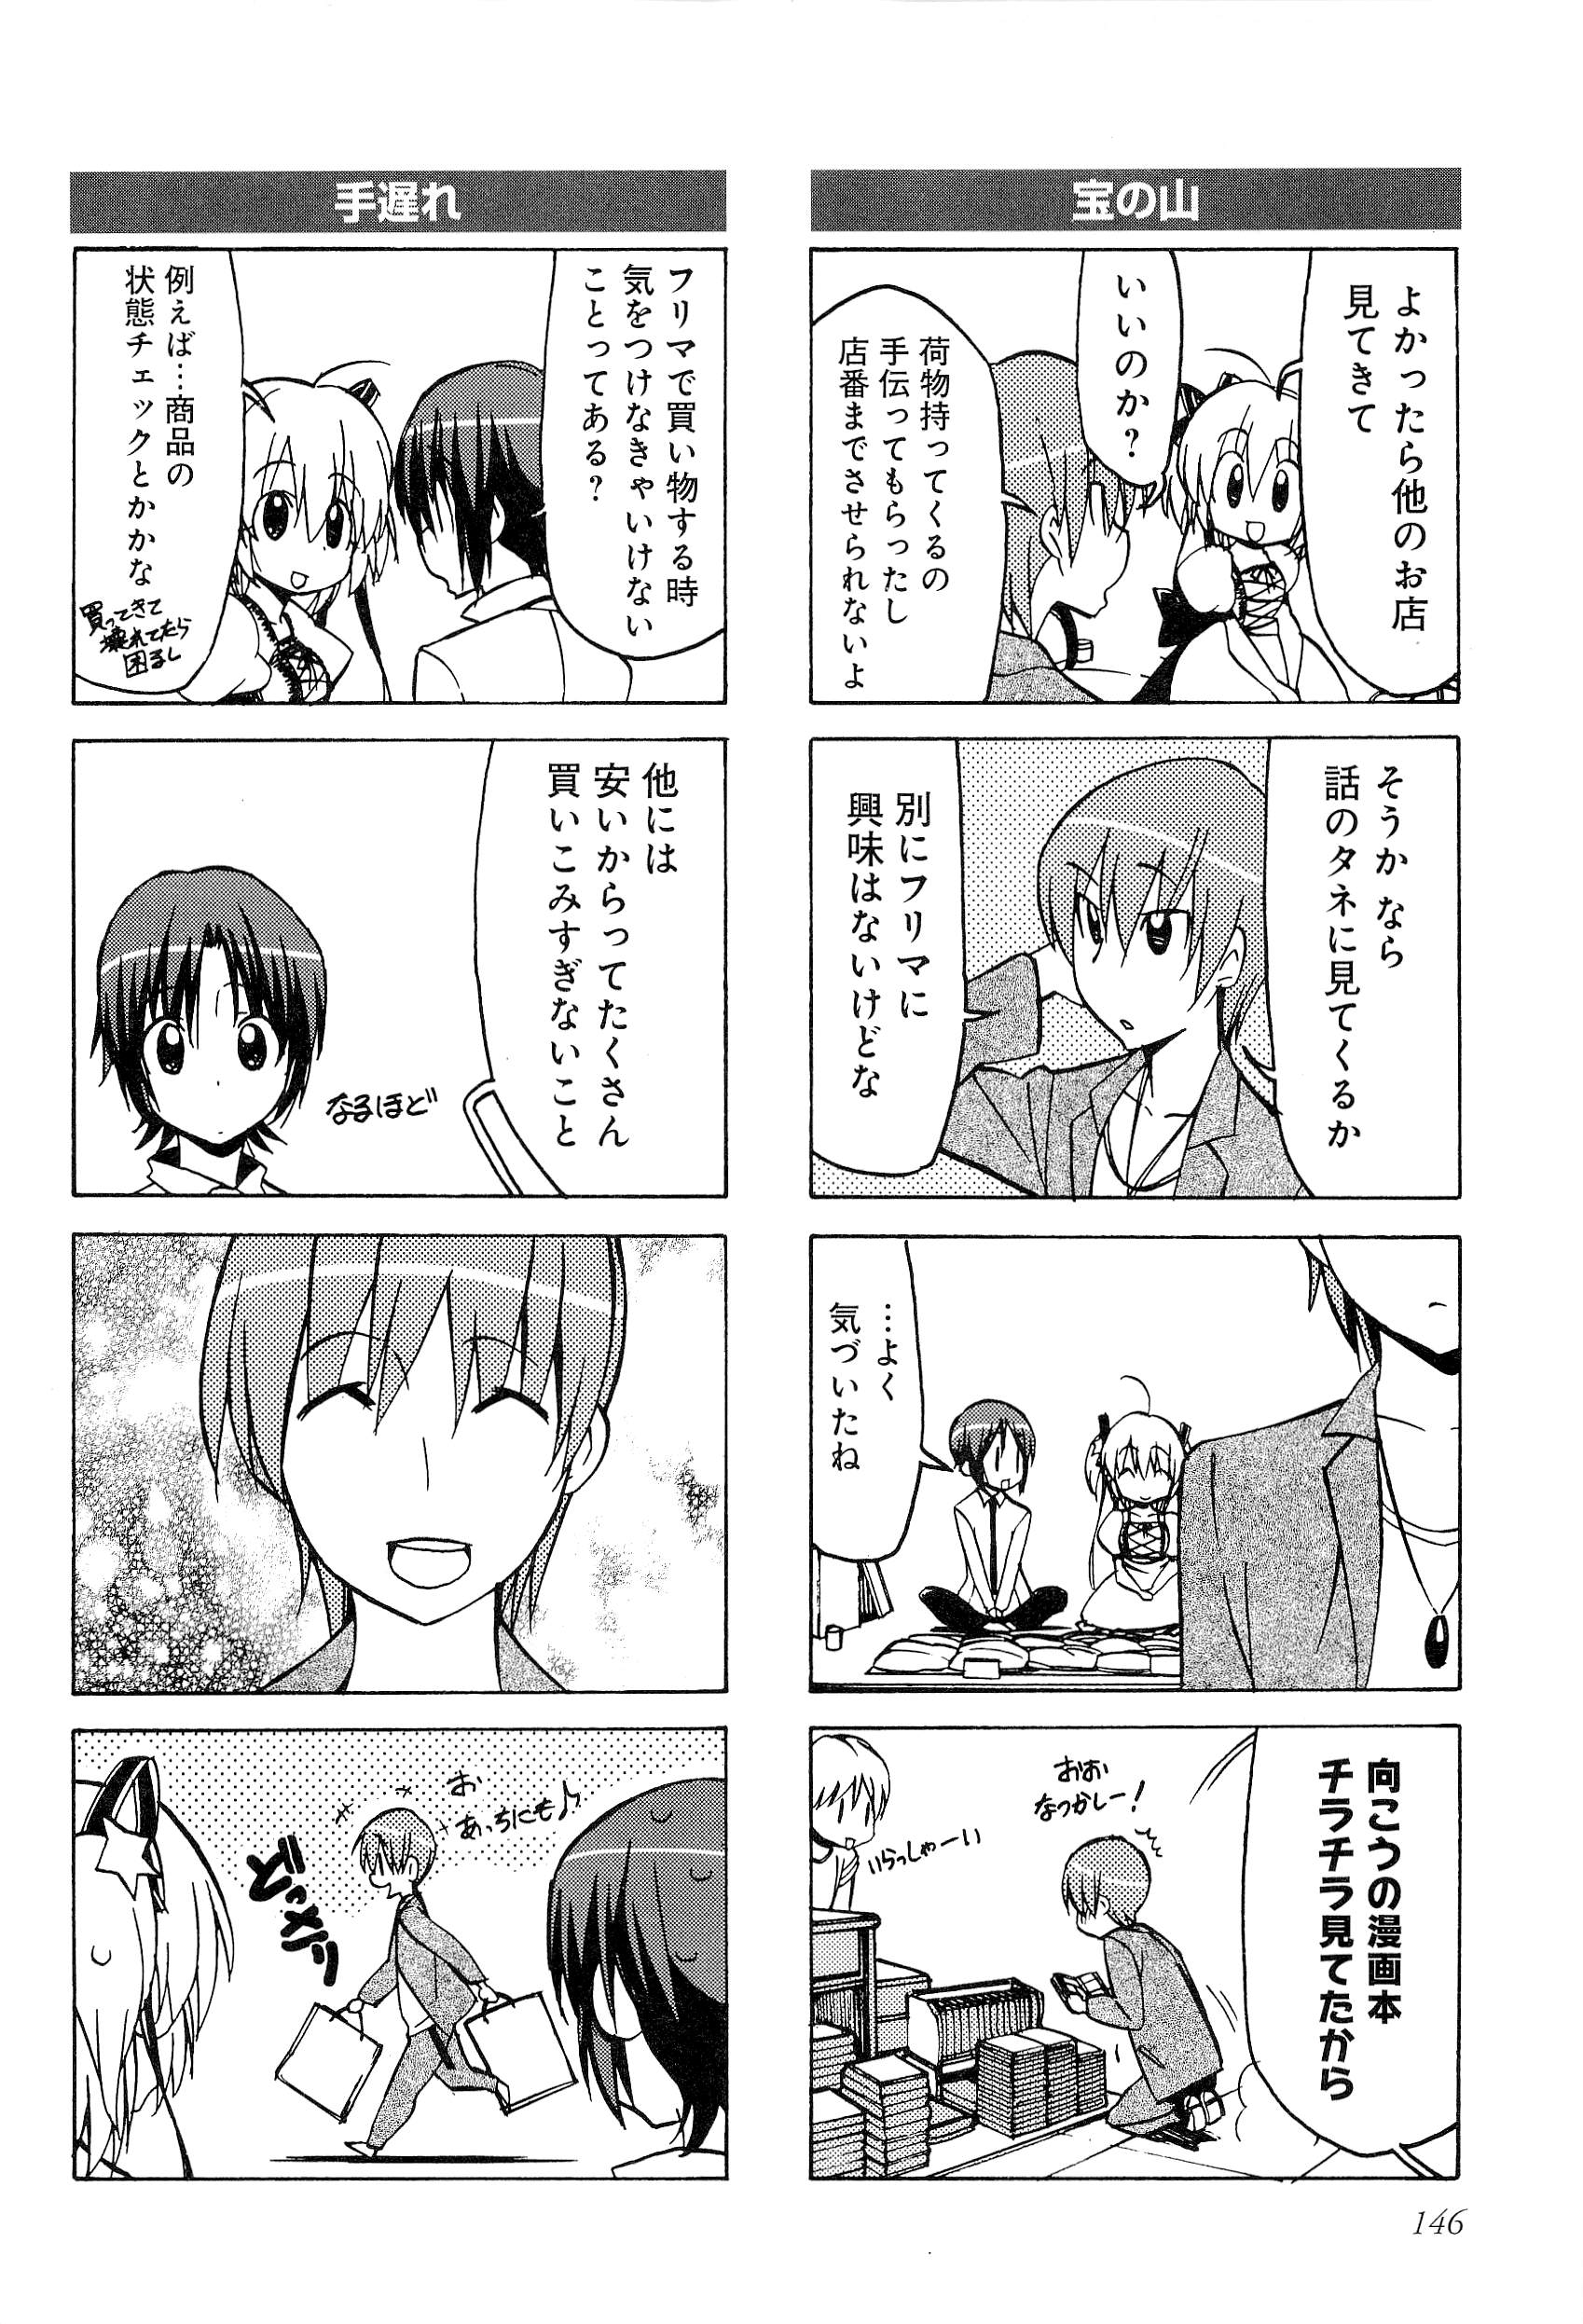 宝の山
よかったら他のお店
見てきて
いいのか？
荷物持ってくるの
手伝ってもらったし
店番までさせられないよ
そうか なら
話のタネに見てくるか
別にフリマに
興味はないけどな
…よく
気づいたね
向こうの漫画本
チラチラ見てたから
おお
なつかしー！
いらっしゃーい
手遅れ
フリマで買い物する時
気をつけなきゃいけない
ことってある？
例えば…商品の
状態チェックとかかな
買ってきて
壊れてたら
困るし
他には
安いからってたくさん
買いこみすぎないこと
なるほど
お
あっちにも♪
どっさりっ
146